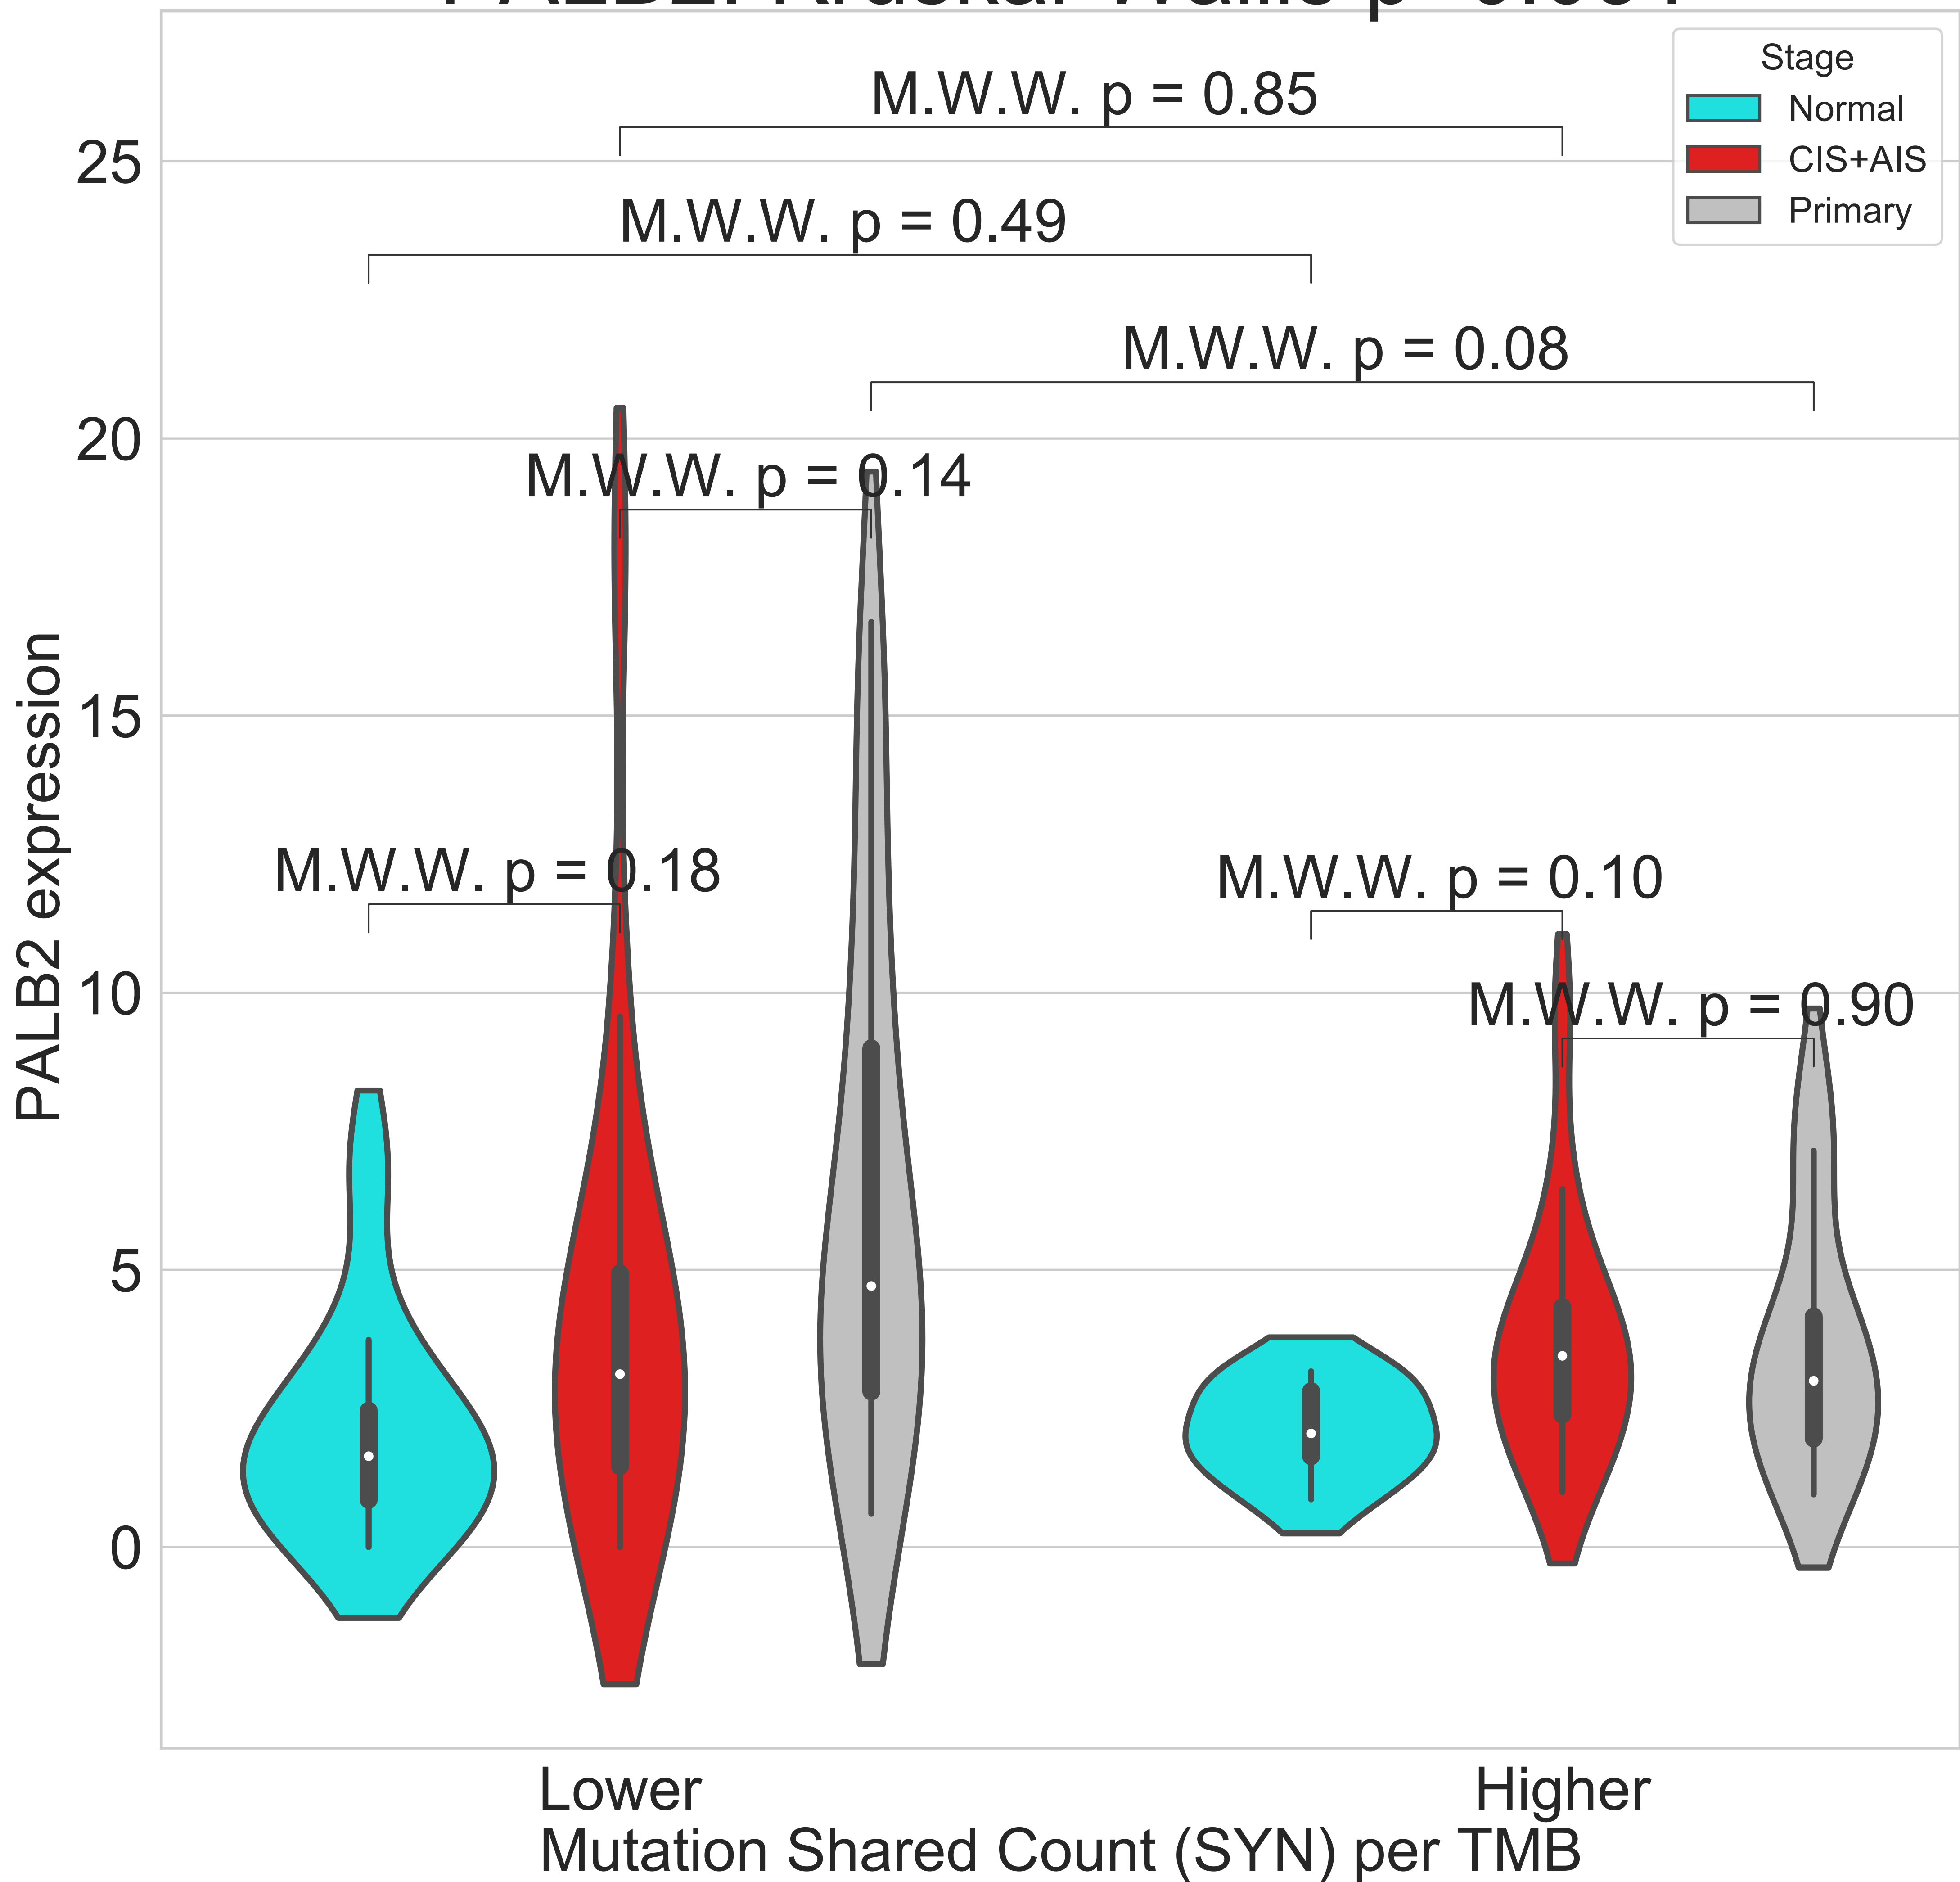 Stage
Normal
CIS+AIS
Primary
M.W.W. p = 0.85
M.W.W. p = 0.49
M.W.W. p = 0.08
M.W.W. p = 0.14
M.W.W. p = 0.18
M.W.W. p = 0.10
M.W.W. p = 0.90
25
20
15
10
5
0
PALB2 expression
Lower
Higher
Mutation Shared Count (SYN) per TMB